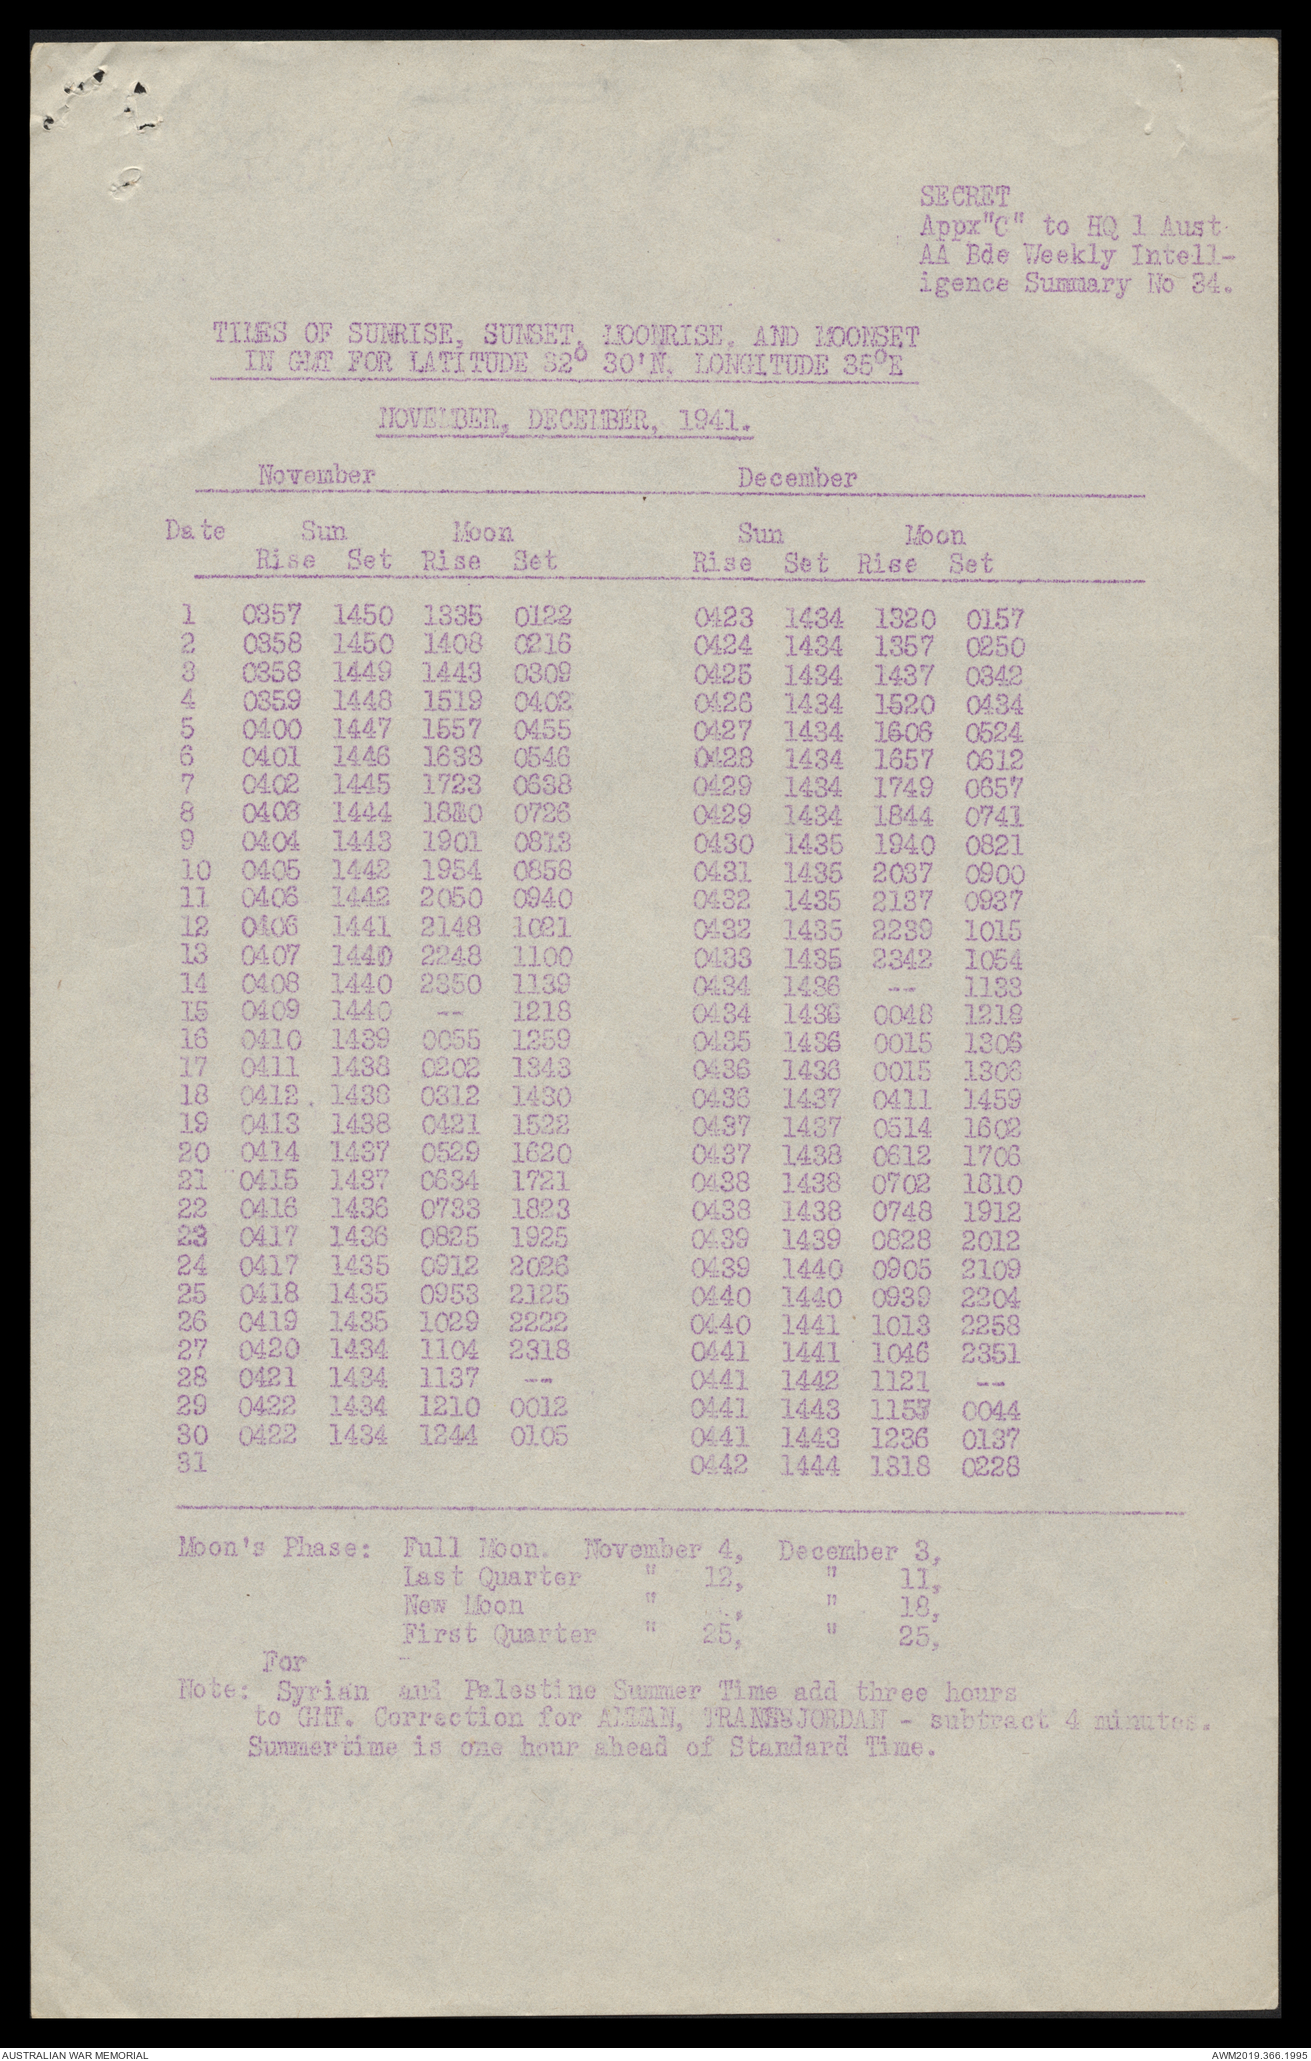 SECRET
Appx"C" to HQ 1 Aust
AA Bde Weekly Intell-
igence Summary No 34.
TIMES OF SUNRISE, SUNSET, MOONRISE, AND MOONSET
IN GMT FOR LATITUDE 32° 30'N, LONGITUDE 35°E
NOVEMBER, DECEMBER, 1941.
November December
Date Sun Moon Sun Moon
Rise Set Rise Set Rise Set Rise Set
1 0357 1450 1335 0122 0423 1434 1320 0157
2 0358 1450 1408 0216 0424 1434 1357 0250
3 0358 1449 1443 0309 0425 1434 1437 0342
4 0359 1448 1519 0402 0426 1434 1520 0434
5 0400 1447 1557 0455 0427 1434 1606 0524
6 0401 1446 1638 0546 0428 1434 1657 0612
7 0402 1445 1723 0638 0429 1434 1749 0657
8 0403 1444 0726 0429 1434 1844 0741
9 0404 1443 1901 0813 0430 1435 1940 0821
10 0405 1442 1954 0858 0431 1435 2037 0900
11 0406 1442 2050 0940 0432 1435 2137 0937
12 0406 1441 2148 1021 0432 1435 2239 1015
13 0407 1440 2248 1100 0433 1435 2342 1054
14 0408 1440 2350 1139 0434 1436 -- 1133
15 0409 1440 -- 1218 0434 1436 0048 1218
16 0410 1439 0055 1259 0435 1436 0015 1306
17 0411 1438 0202 1343 0436 1436 0015 1306
18 0412 1438 0312 1430 0436 1437 0411 1459
19 0413 1438 0421 1522 0437 1437 0514 1602
20 0414 1437 0529 1620 0437 1438 0612 1706
21 0415 1437 0634 1721 0438 1438 0702 1810
22 0416 1436 0733 1823 0438 1438 0748 1912
23 0417 1436 0825 1925 0439 1439 0828 2012
24 0417 1435 0912 2026 0439 1440 0905 2109
25 0418 1435 0953 2125 0440 1440 0939 2204
26 0419 1435 1029 2222 0440 1441 1013 2258
27 0420 1434 1104 2318 0441 1441 1046 2351
28 0421 1434 1137 -- 0441 1442 1121 --
29 0422 1434 1210 0012 0441 1443 1157 0044
30 0422 1434 1244 0105 0441 1443 1236 0137
31 0442 1444 1318 0228
Moon's Phase: Full Moon. November 4, December 3,
Last Quarter " 12, " 11,
New Moon " , " 18,
First Quarter " 25, " 25,
For
Note: Syrian and Palestine Summer Time add three hours
to GMT. Correction for AMMAN, TRANSJORDAN - subtract 4 minutes.
Summertime is one hour ahead of Standard Time.
AUSTRALIAN WAR MEMORIAL AWM2019.366.1995